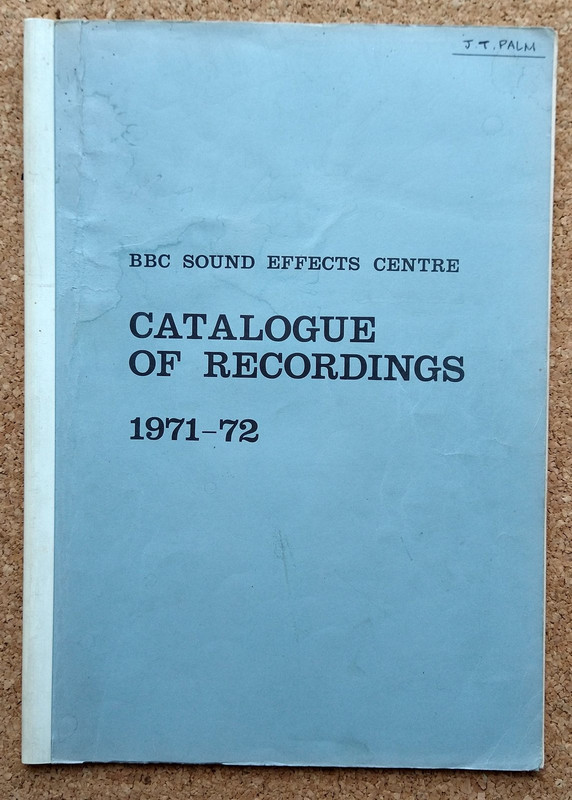 J. T. PALM
BBC SOUND EFFECTS CENTRE
CATALOGUE
OF RECORDINGS
1971–72